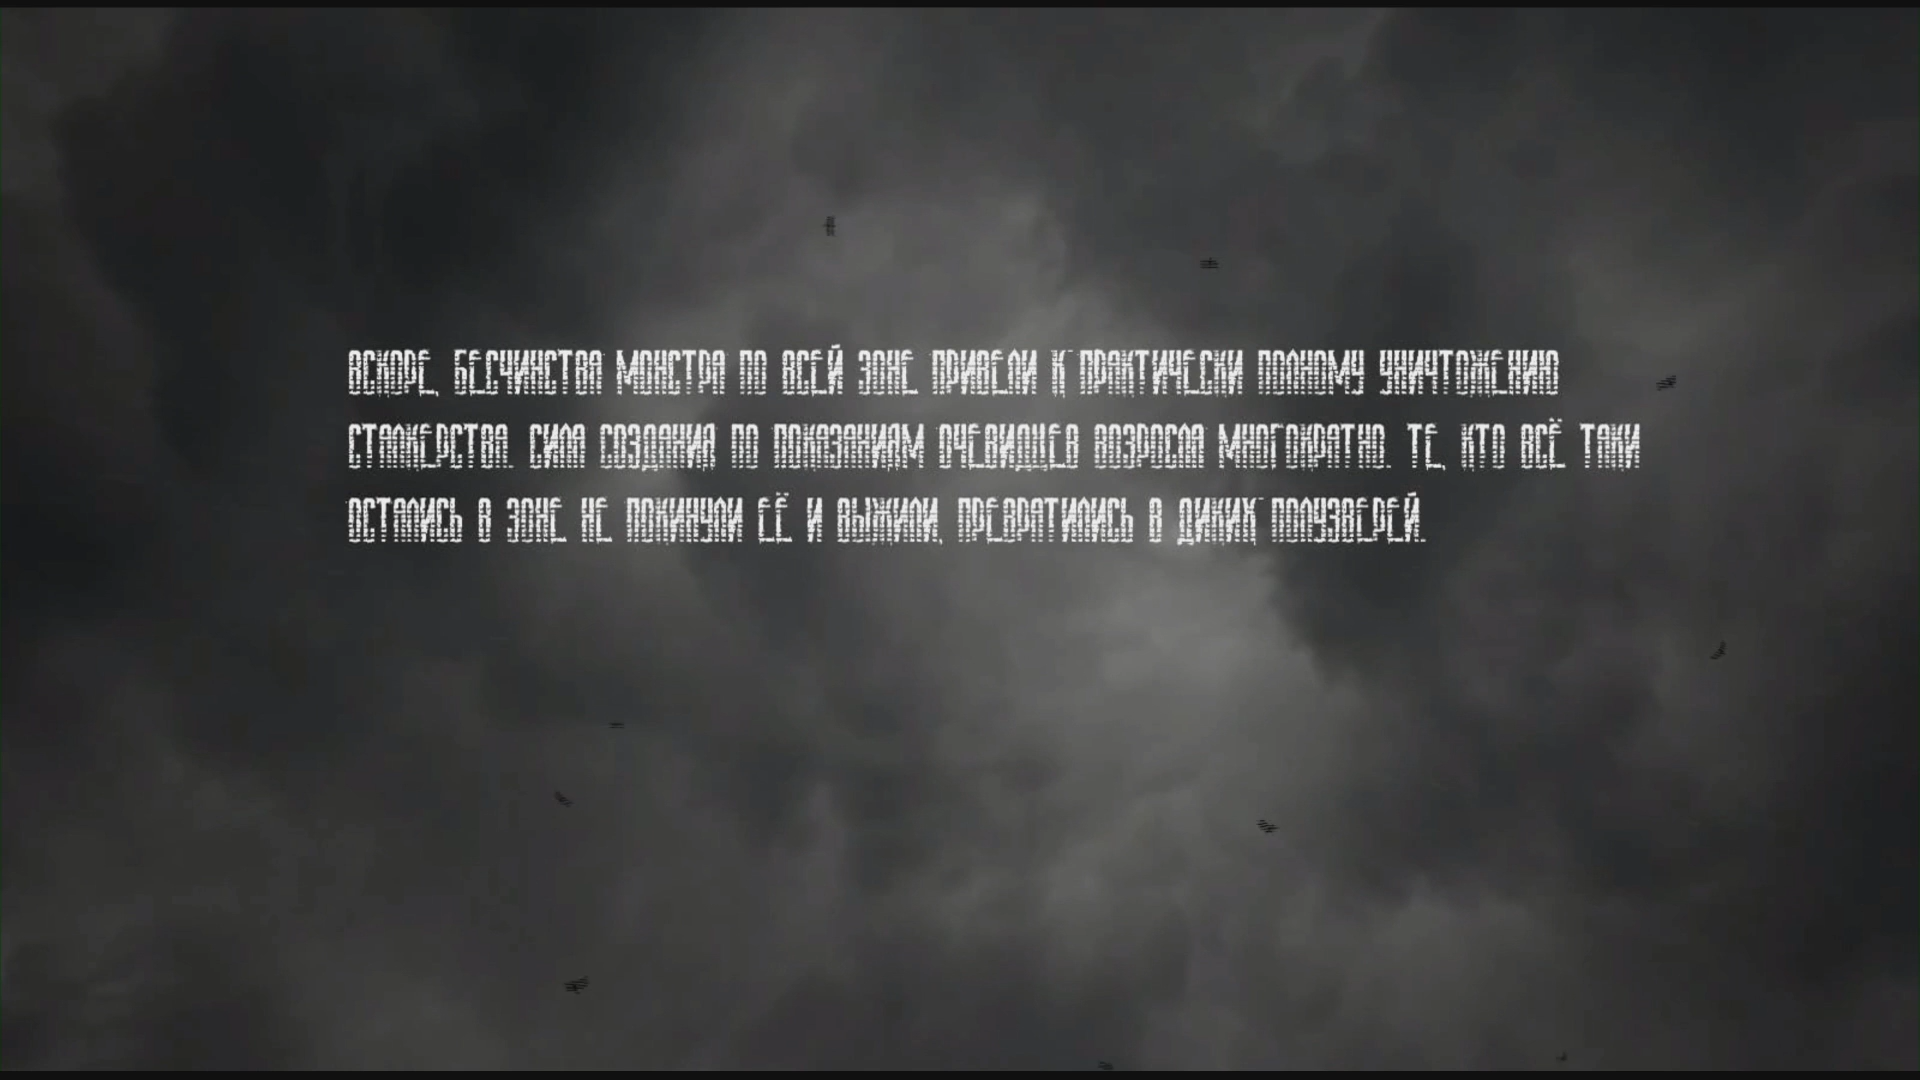 ВСКОРЕ, БЕСЧИНСТВА МОНСТРА ПО ВСЕЙ ЗОНЕ ПРИВЕЛИ К ПРАКТИЧЕСКИ ПОЛНОМУ УНИЧТОЖЕНИЮ
СТАЛКЕРСТВА. СИЛА СОЗДАНИЯ ПО ПОКАЗАНИЯМ ОЧЕВИДЦЕВ ВОЗРОСЛА МНОГОКРАТНО. ТЕ, КТО ВСЁ ТАКИ
ОСТАЛИСЬ В ЗОНЕ НЕ ПОКИНУЛИ ЕЁ И ВЫЖИЛИ, ПРЕВРАТИЛИСЬ В ДИКИХ ПОЛУЗВЕРЕЙ.